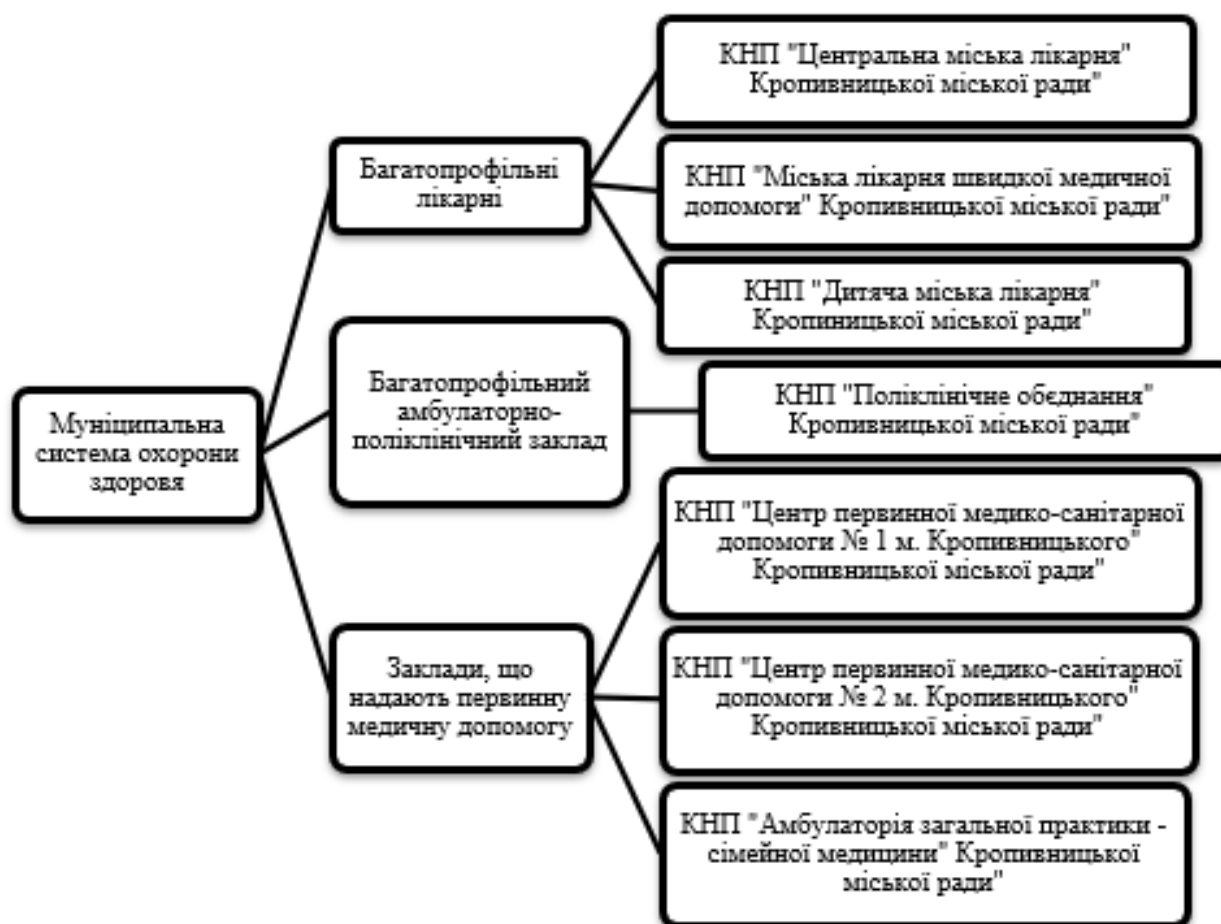 КНП "Центральна міська лікарня"
Кропивницької міської ради"
Багатопрофільні
лікарні
КНП "Міська лікарня швидкої медичної
допомоги" Кропивницької міської ради"
КНП "Дитяча міська лікарня"
Кропиницької міської ради"
Муніципальна
система охорони
здоровя
Багатопрофільний
амбулаторно-
поліклінічний заклад
КНП "Поліклінічне обєднання"
Кропивницької міської ради"
Заклади, що
надають первинну
медичну допомогу
КНП "Центр первинної медико-санітарної
допомоги № 1 м. Кропивницького"
Кропивницької міської ради"
КНП "Центр первинної медико-санітарної
допомоги № 2 м. Кропивницького"
Кропивницької міської ради"
КНП "Амбулаторія загальної практики -
сімейної медицини" Кропивницької
міської ради"